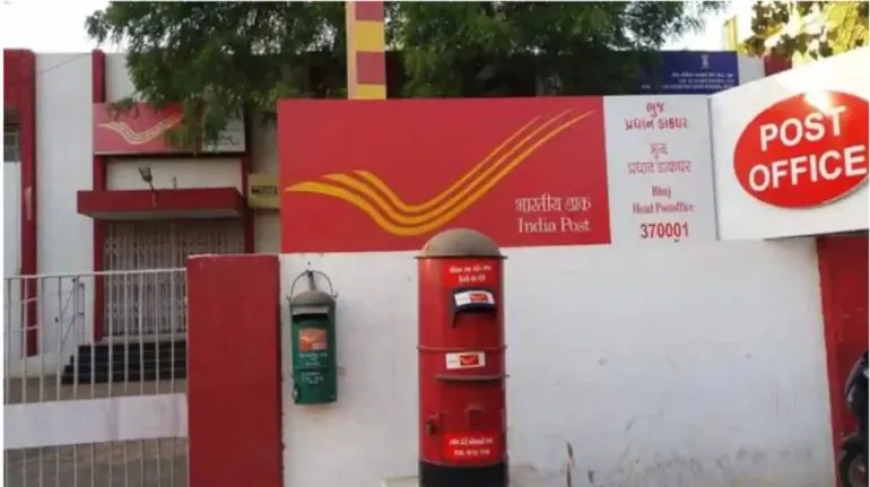 भारतीय डाक
India Post
ભુજ
પ્રધાન ડાકઘર
भुज
प्रधान डाकघर
Bhuj
Head Postoffice
370001
POST
OFFICE